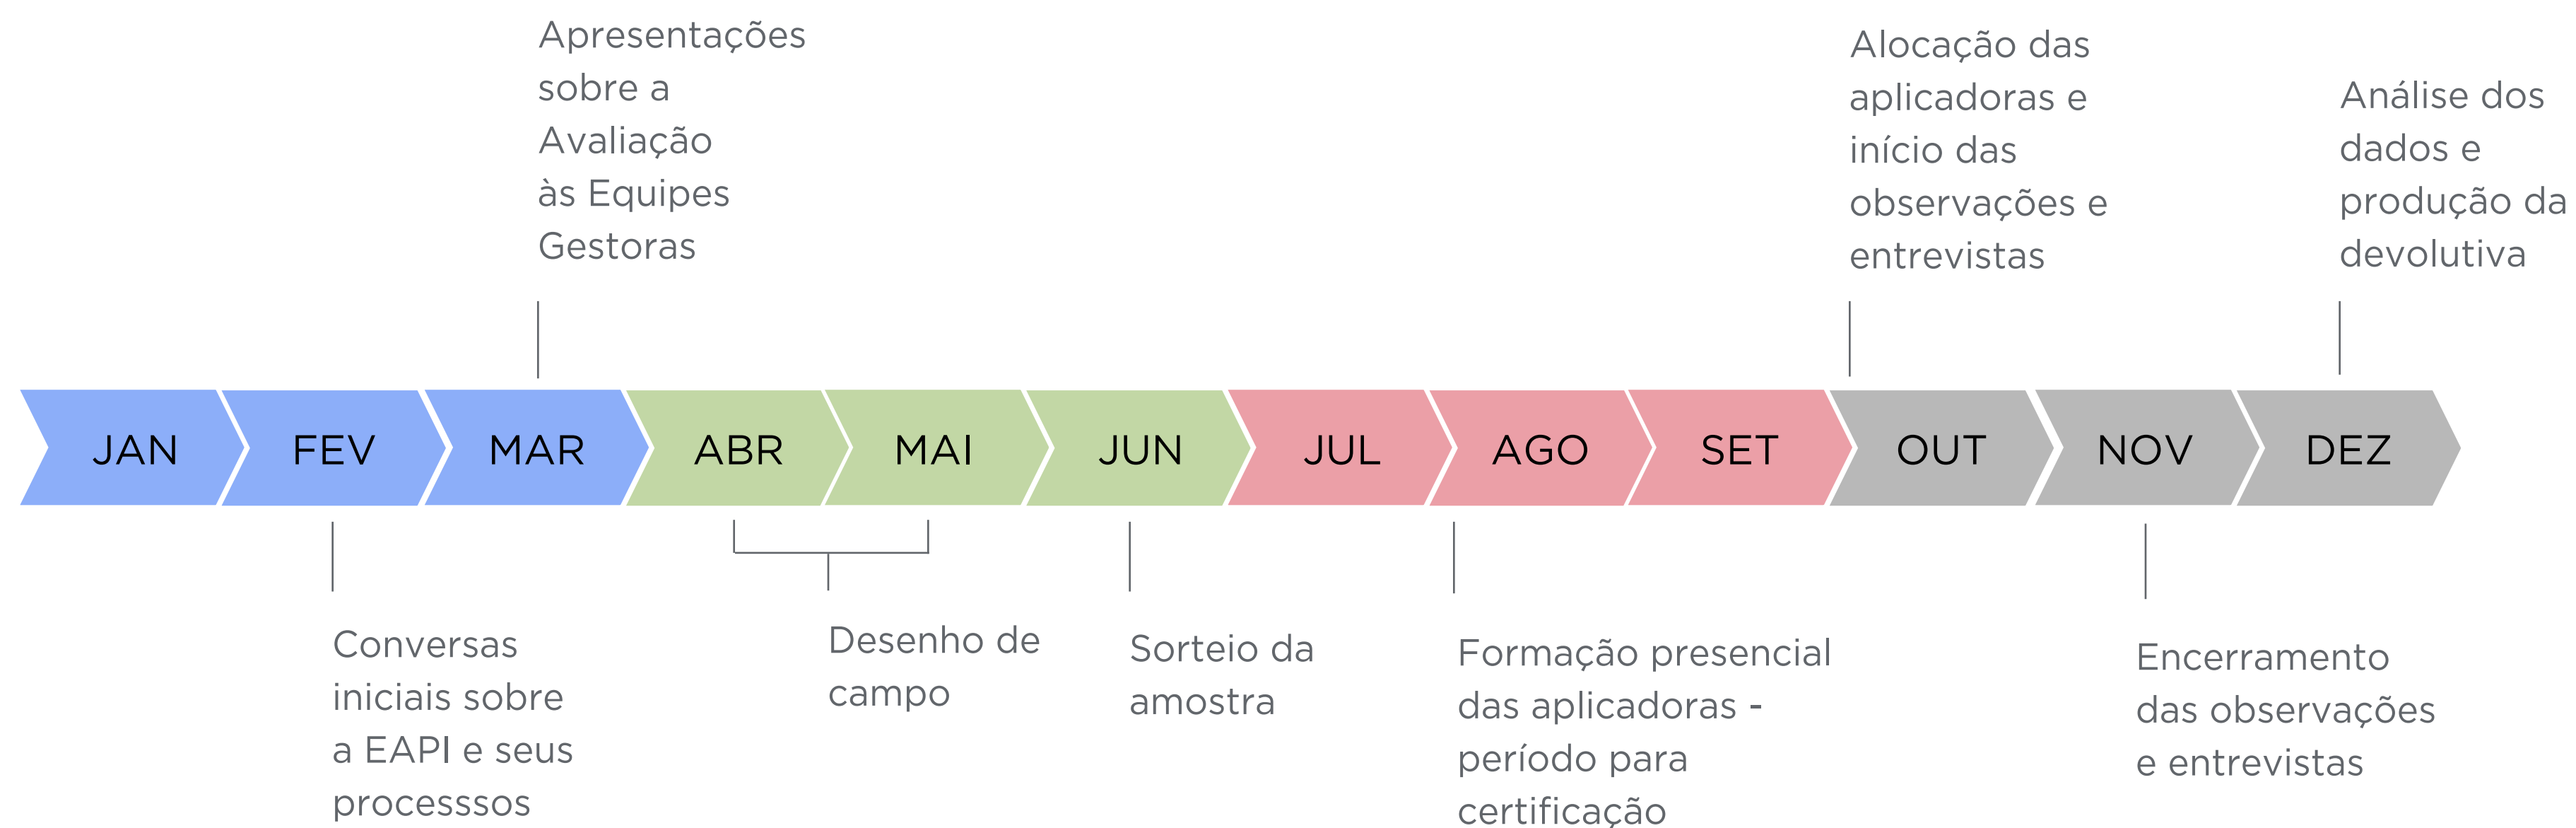 Apresentações
sobre a
Avaliação
às Equipes
Gestoras
Alocação das
aplicadoras e
início das
observações e
entrevistas
Análise dos
dados e
produção da
devolutiva
JAN
FEV
MAR
ABR
MAI
JUN
JUL
AGO
SET
OUT
NOV
DEZ
Conversas
iniciais sobre
a EAPI e seus
processsos
Desenho de
campo
Sorteio da
amostra
Formação presencial
das aplicadoras -
período para
certificação
Encerramento
das observações
e entrevistas